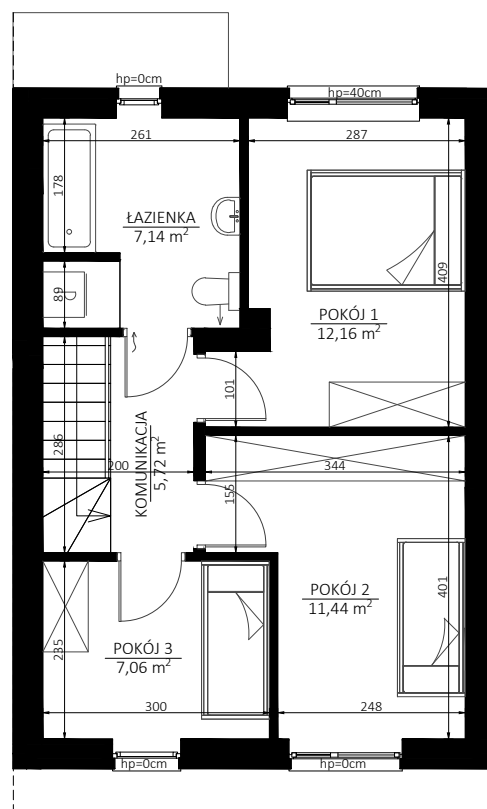 hp=0cm
hp=40cm
261
287
178
ŁAZIENKA
7,14 m²
409
89
POKÓJ 1
12,16 m²
101
286
KOMUNIKACJA
5,72 m²
200
344
155
POKÓJ 2
11,44 m²
401
235
POKÓJ 3
7,06 m²
300
248
hp=0cm
hp=0cm